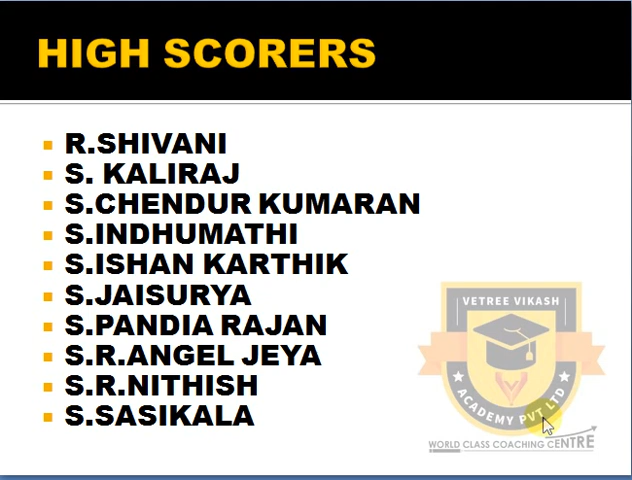 HIGH SCORERS
R.SHIVANI
S. KALIRAJ
S.CHENDUR KUMARAN
S.INDHUMATHI
S.ISHAN KARTHIK
S.JAISURYA
S.PANDIA RAJAN
S.R.ANGEL JEYA
S.R.NITHISH
S.SASIKALA
VETREE VIKASH
ACADEMY PVT LTD
WORLD CLASS COACHING CENTRE